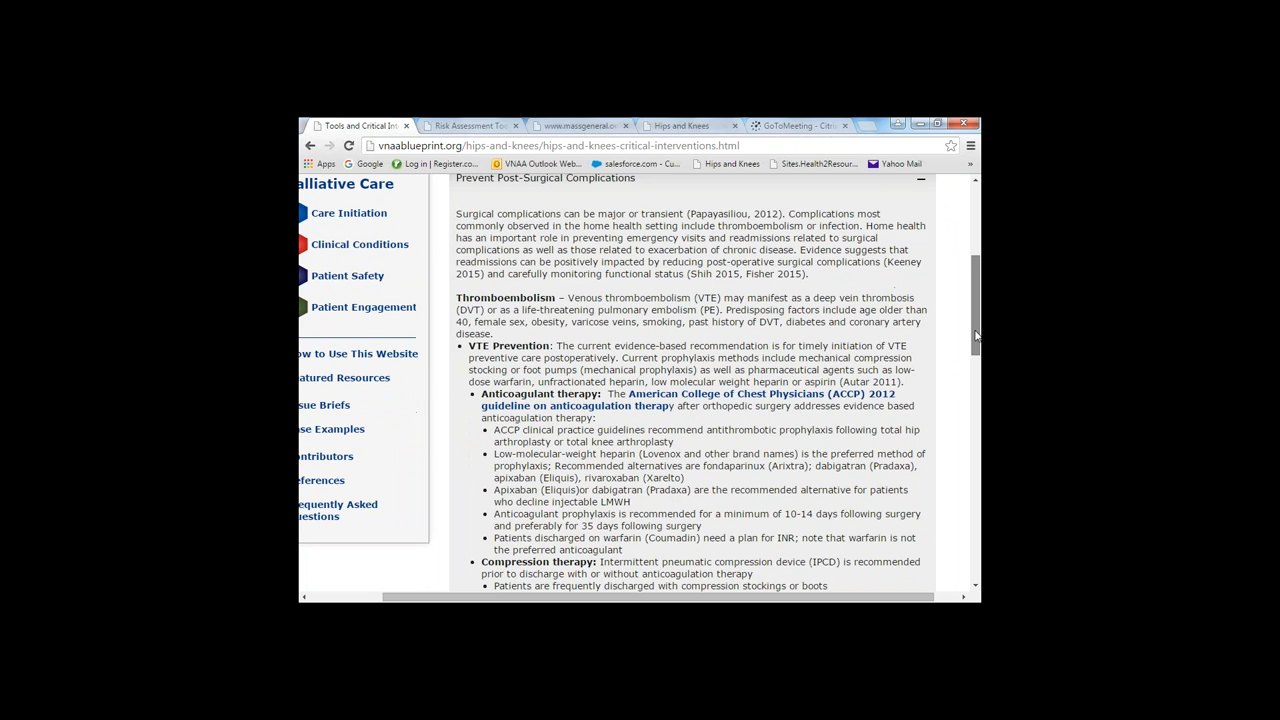 Tools and Critical Int
Risk Assessment Too
www.massgeneral.or
Hips and Knees
GoToMeeting - Citri
vnaablueprint.org/hips-and-knees/hips-and-knees-critical-interventions.html
Apps
Google
Log in | Register.co...
VNAA Outlook Web...
salesforce.com - Cu...
Hips and Knees
Sites.Health2Resour...
Yahoo Mail
»
alliative Care
Care Initiation
Clinical Conditions
Patient Safety
Patient Engagement
ow to Use This Website
atured Resources
sue Briefs
ase Examples
ontributors
eferences
equently Asked
uestions
Prevent Post-Surgical Complications
Surgical complications can be major or transient (Papayasiliou, 2012). Complications most
commonly observed in the home health setting include thromboembolism or infection. Home health
has an important role in preventing emergency visits and readmissions related to surgical
complications as well as those related to exacerbation of chronic disease. Evidence suggests that
readmissions can be positively impacted by reducing post-operative surgical complications (Keeney
2015) and carefully monitoring functional status (Shih 2015, Fisher 2015).
Thromboembolism – Venous thromboembolism (VTE) may manifest as a deep vein thrombosis
(DVT) or as a life-threatening pulmonary embolism (PE). Predisposing factors include age older than
40, female sex, obesity, varicose veins, smoking, past history of DVT, diabetes and coronary artery
disease.
• VTE Prevention: The current evidence-based recommendation is for timely initiation of VTE
preventive care postoperatively. Current prophylaxis methods include mechanical compression
stocking or foot pumps (mechanical prophylaxis) as well as pharmaceutical agents such as low-
dose warfarin, unfractionated heparin, low molecular weight heparin or aspirin (Autar 2011).
• Anticoagulant therapy: The American College of Chest Physicians (ACCP) 2012
guideline on anticoagulation therapy after orthopedic surgery addresses evidence based
anticoagulation therapy:
• ACCP clinical practice guidelines recommend antithrombotic prophylaxis following total hip
arthroplasty or total knee arthroplasty
• Low-molecular-weight heparin (Lovenox and other brand names) is the preferred method of
prophylaxis; Recommended alternatives are fondaparinux (Arixtra); dabigatran (Pradaxa),
apixaban (Eliquis), rivaroxaban (Xarelto)
• Apixaban (Eliquis)or dabigatran (Pradaxa) are the recommended alternative for patients
who decline injectable LMWH
• Anticoagulant prophylaxis is recommended for a minimum of 10-14 days following surgery
and preferably for 35 days following surgery
• Patients discharged on warfarin (Coumadin) need a plan for INR; note that warfarin is not
the preferred anticoagulant
• Compression therapy: Intermittent pneumatic compression device (IPCD) is recommended
prior to discharge with or without anticoagulation therapy
• Patients are frequently discharged with compression stockings or boots